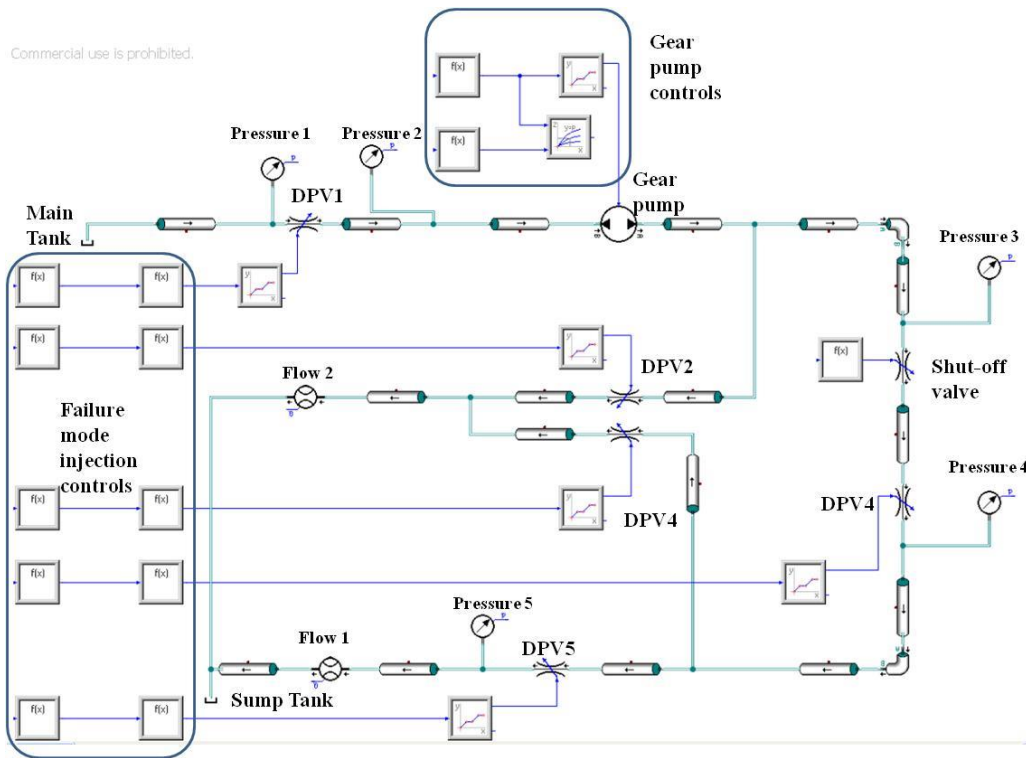 Commercial use is prohibited.
Gear
pump
controls
f(x)
y
x
f(x)
z
y=p
x
Pressure 1
p
Pressure 2
p
DPV1
Gear
pump
Main
Tank
Pressure 3
p
f(x)
f(x)
y
x
f(x)
f(x)
y
x
f(x)
Shut-off
valve
Flow 2
DPV2
Failure
mode
injection
controls
Pressure 4
p
f(x)
f(x)
y
x
DPV4
DPV4
f(x)
f(x)
y
x
Pressure 5
p
Flow 1
DPV5
Sump Tank
f(x)
f(x)
y
x